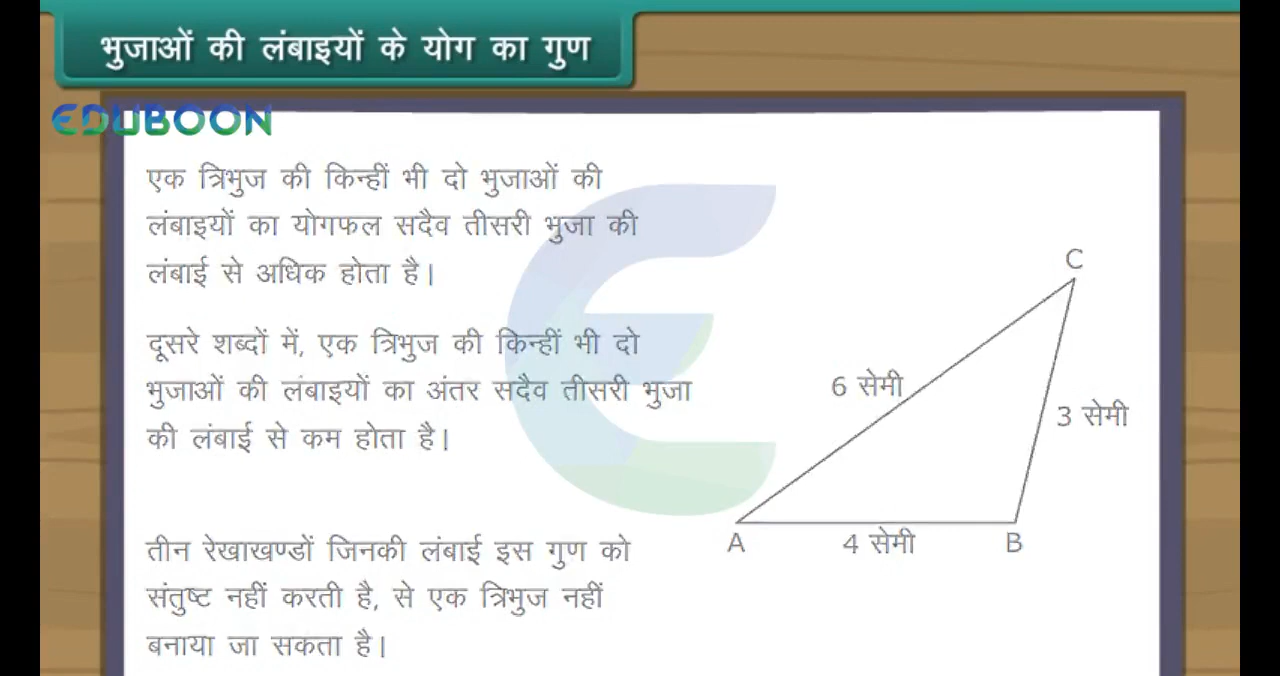 भुजाओं की लंबाइयों के योग का गुण
EDUBOON
एक त्रिभुज की किन्हीं भी दो भुजाओं की
लंबाइयों का योगफल सदैव तीसरी भुजा की
लंबाई से अधिक होता है।
दूसरे शब्दों में, एक त्रिभुज की किन्हीं भी दो
भुजाओं की लंबाइयों का अंतर सदैव तीसरी भुजा
की लंबाई से कम होता है।
तीन रेखाखण्डों जिनकी लंबाई इस गुण को
संतुष्ट नहीं करती है, से एक त्रिभुज नहीं
बनाया जा सकता है।
C
6 सेमी
3 सेमी
A
4 सेमी
B